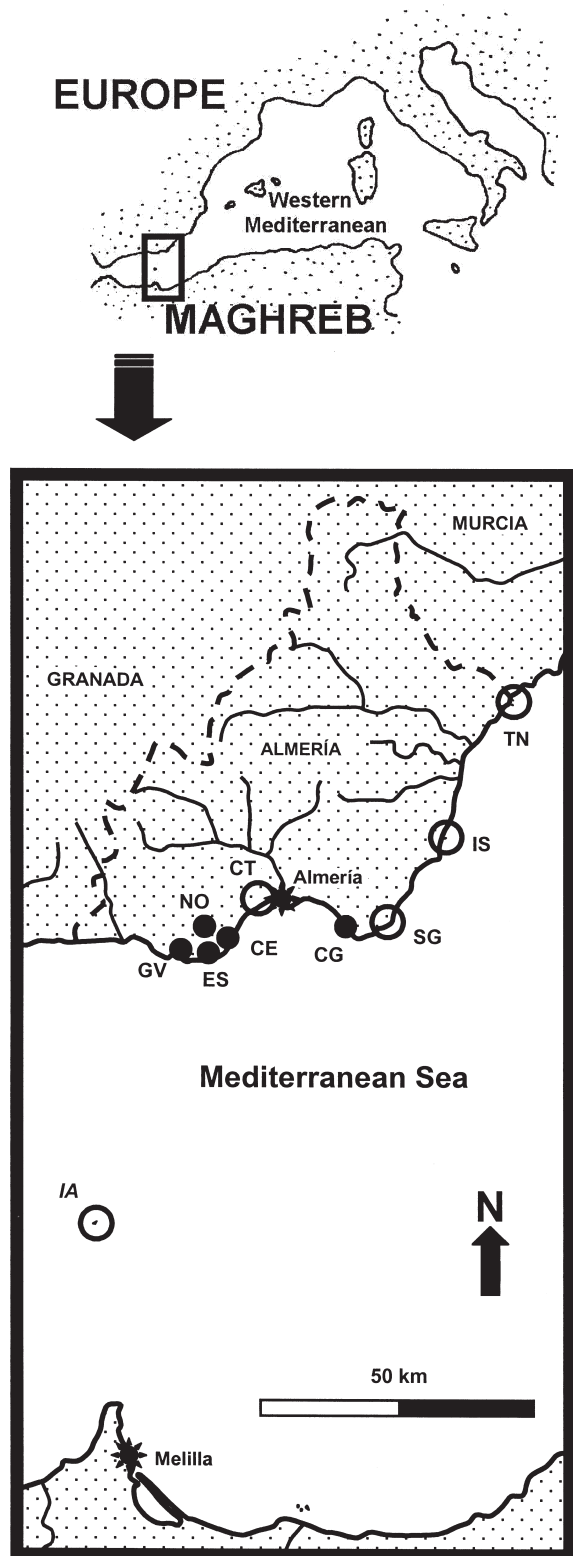 EUROPE
Western
Mediterranean
MAGHREB
MURCIA
GRANADA
TN
ALMERÍA
IS
CT
Almería
NO
SG
CE
CG
GV
ES
Mediterranean Sea
IA
N
50 km
Melilla